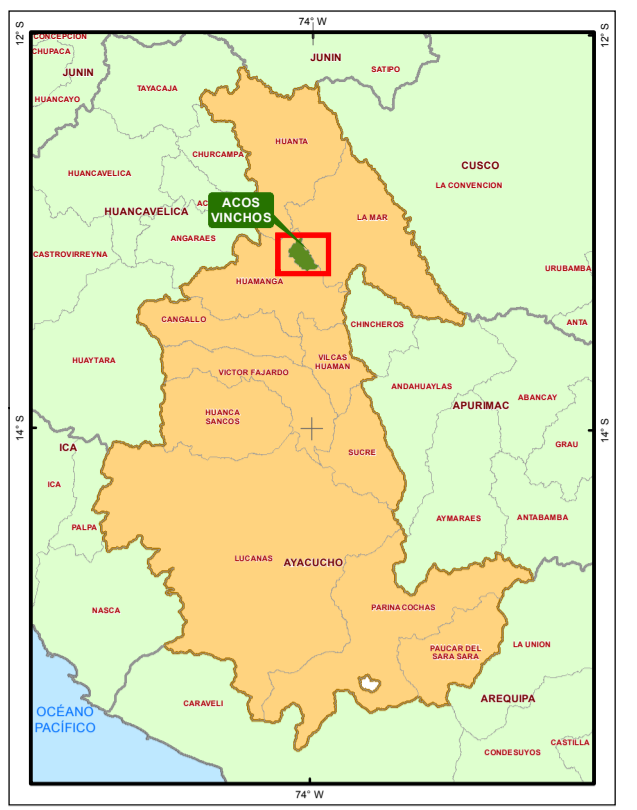 74° W
12° S
12° S
CONCEPCION
CHUPACA
JUNIN
JUNIN
SATIPO
TAYACAJA
HUANCAYO
HUANTA
CHURCAMPA
CUSCO
HUANCAVELICA
LA CONVENCION
AC
ACOS
VINCHOS
HUANCAVELICA
LA MAR
ANGARAES
CASTROVIRREYNA
URUBAMBA
HUAMANGA
CANGALLO
CHINCHEROS
ANTA
HUAYTARA
VILCAS
HUAMAN
VICTOR FAJARDO
ANDAHUAYLAS
ABANCAY
APURIMAC
HUANCA
SANCOS
14° S
14° S
GRAU
ICA
SUCRE
ICA
PALPA
AYMARAES
ANTABAMBA
LUCANAS
AYACUCHO
NASCA
PARINACOCHAS
LA UNION
PAUCAR DEL
SARA SARA
CARAVELI
AREQUIPA
OCÉANO
PACÍFICO
CASTILLA
CONDESUYOS
74° W